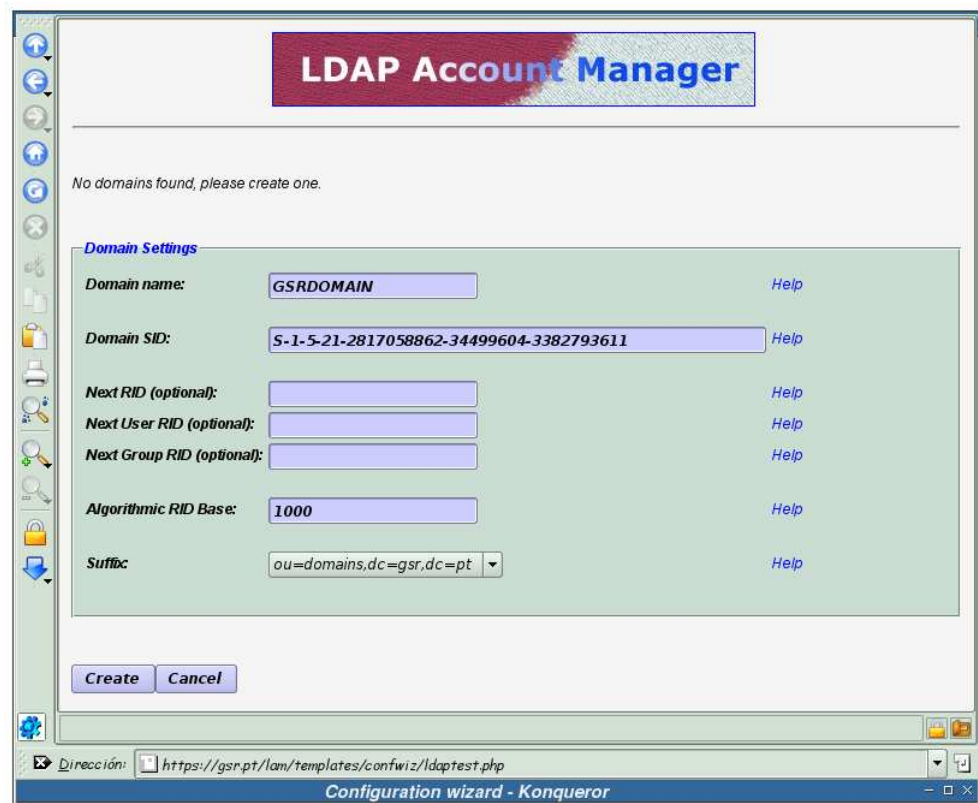 LDAP Account Manager
No domains found, please create one.
Domain Settings
Domain name: GSRDOMAIN Help
Domain SID: S-1-5-21-2817058862-34499604-3382793611 Help
Next RID (optional): Help
Next User RID (optional): Help
Next Group RID (optional): Help
Algorithmic RID Base: 1000 Help
Suffix: ou=domains,dc=gsr,dc=pt Help
Create Cancel
Dirección: https://gsr.pt/lam/templates/confwiz/ldaptest.php
Configuration wizard - Konqueror